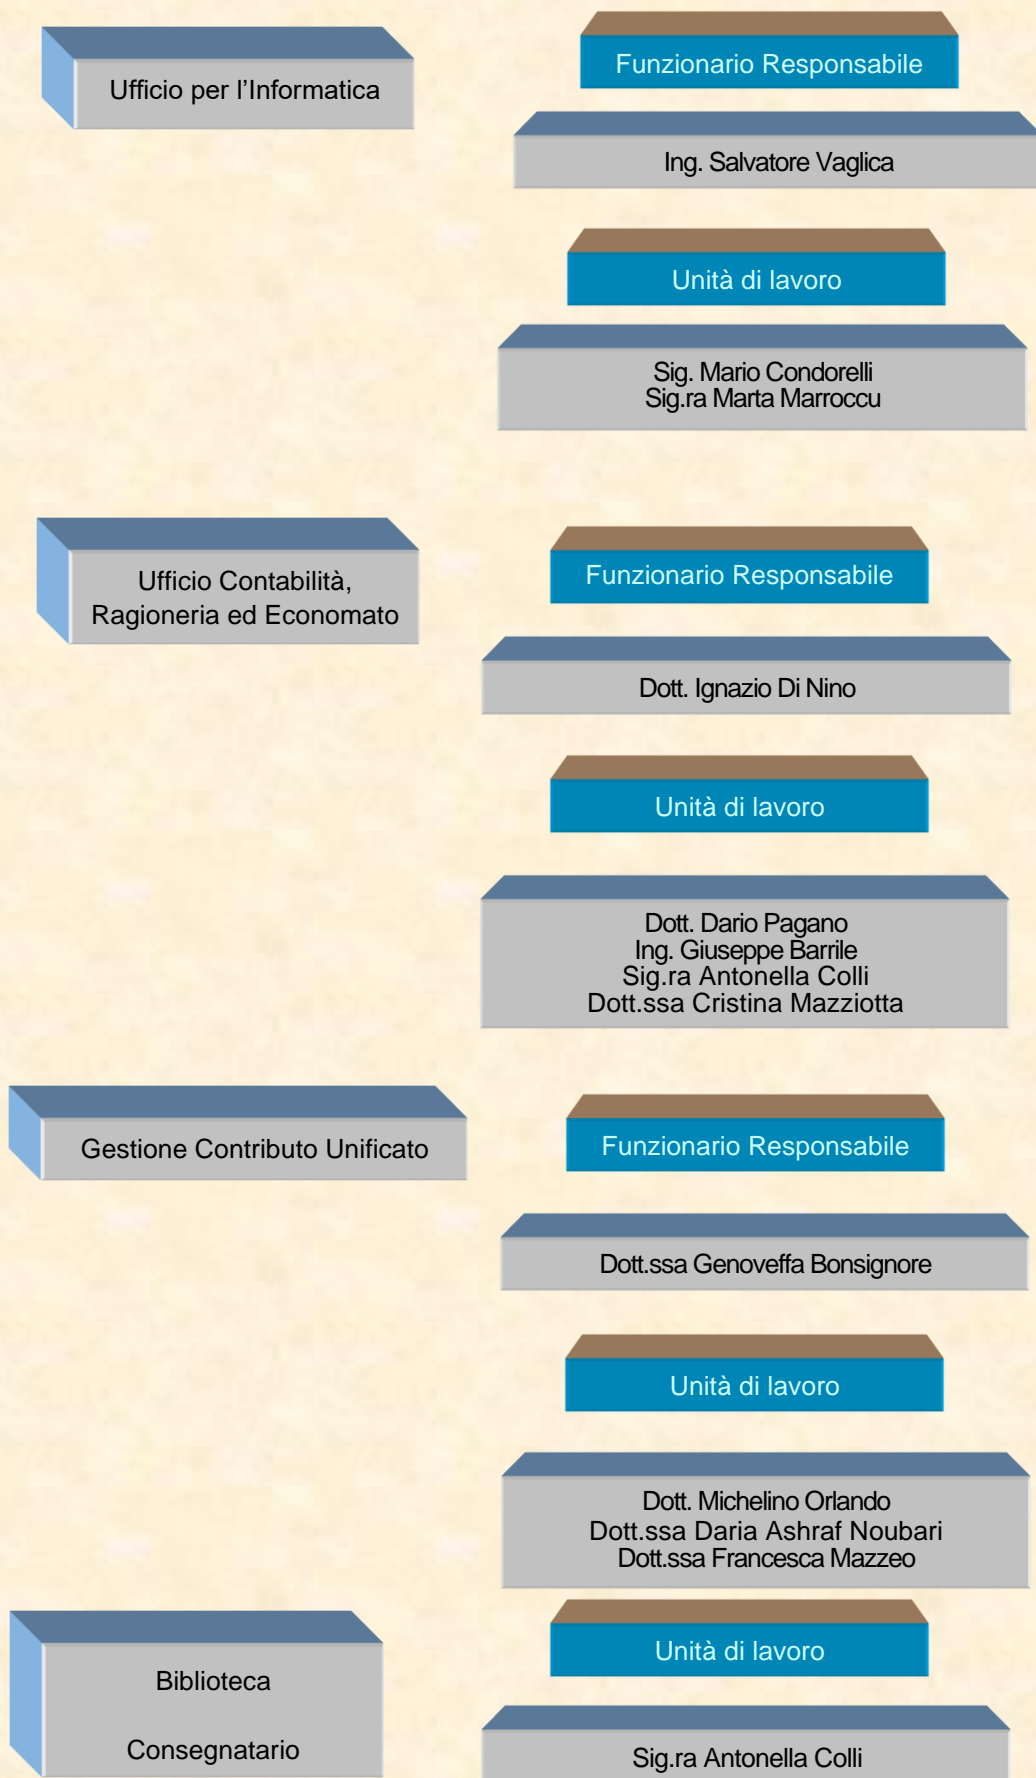 Ufficio per l’Informatica
Funzionario Responsabile
Ing. Salvatore Vaglica
Unità di lavoro
Sig. Mario Condorelli
Sig.ra Marta Marroccu
Ufficio Contabilità,
Ragioneria ed Economato
Funzionario Responsabile
Dott. Ignazio Di Nino
Unità di lavoro
Dott. Dario Pagano
Ing. Giuseppe Barrile
Sig.ra Antonella Colli
Dott.ssa Cristina Mazziotta
Gestione Contributo Unificato
Funzionario Responsabile
Dott.ssa Genoveffa Bonsignore
Unità di lavoro
Dott. Michelino Orlando
Dott.ssa Daria Ashraf Noubari
Dott.ssa Francesca Mazzeo
Biblioteca
Consegnatario
Unità di lavoro
Sig.ra Antonella Colli